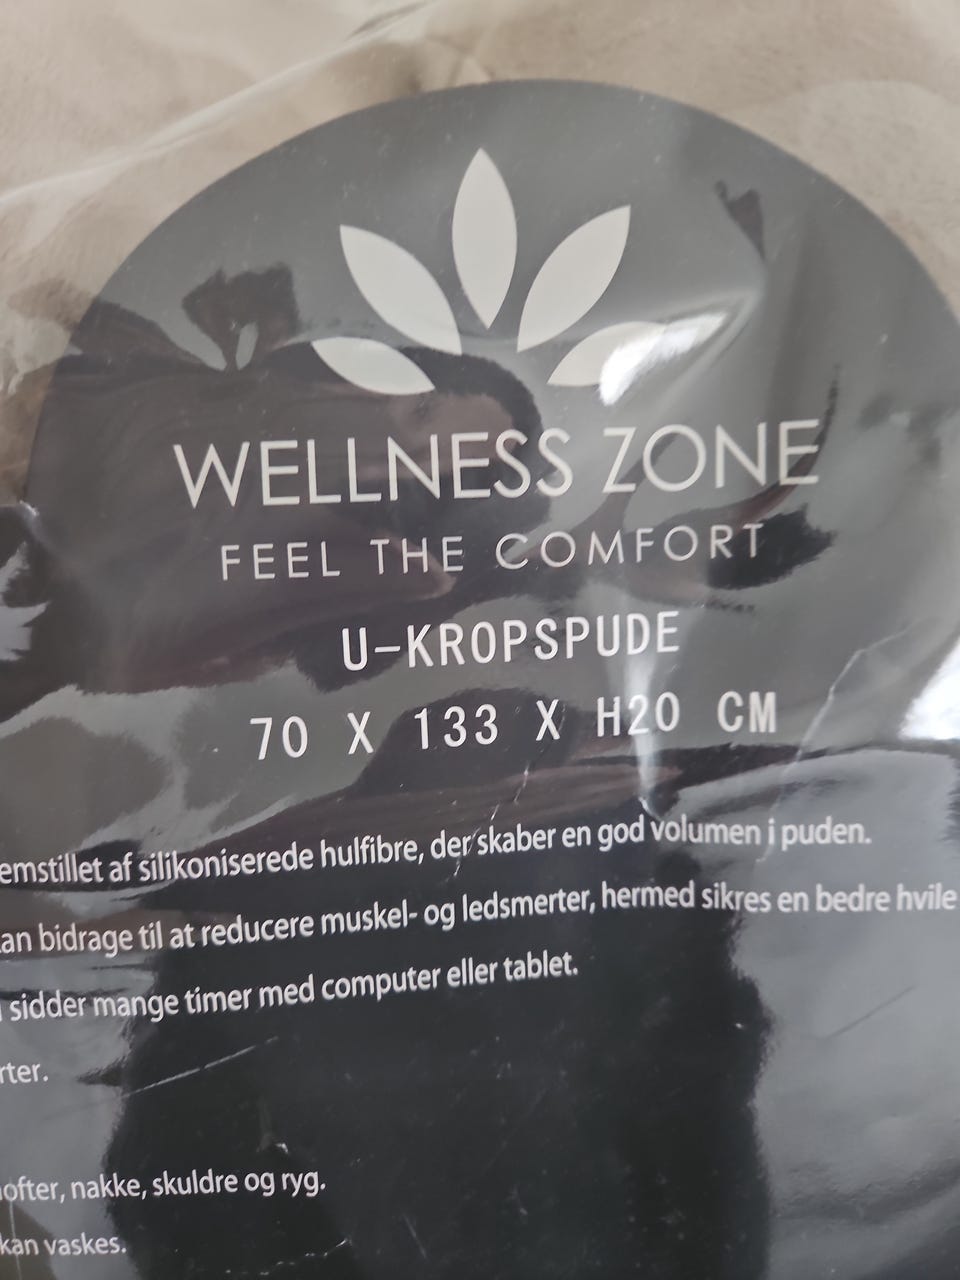 WELLNESS ZONE
FEEL THE COMFORT
U-KROPSPUDE
70 X 133 X H20 CM
emstillet af silikoniserede hulfibre, der skaber en god volumen i puden.
an bidrage til at reducere muskel- og ledsmerter, hermed sikres en bedre hvile
sidder mange timer med computer eller tablet.
rter.
ofter, nakke, skuldre og ryg.
kan vaskes.